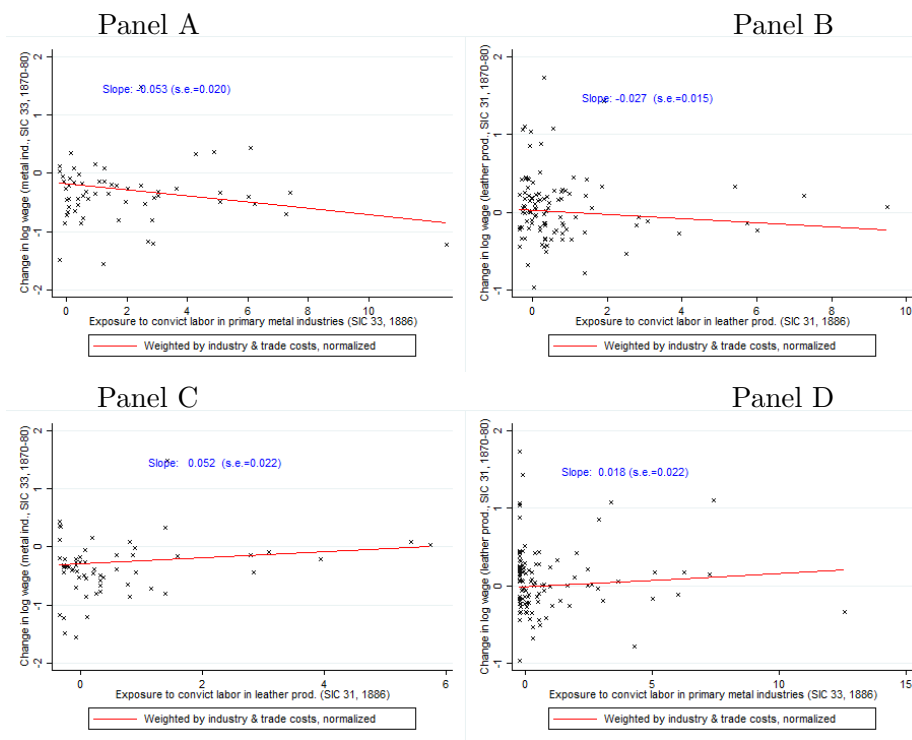 Panel A
Panel B
Change in log wage (metal ind., SIC 33, 1870-80)
2
1
0
-1
-2
Slope: -0.053 (s.e.=0.020)
0
2
4
6
8
10
Exposure to convict labor in primary metal industries (SIC 33, 1886)
Weighted by industry & trade costs, normalized
Change in log wage (leather prod., SIC 31, 1870-80)
2
1
0
-1
Slope: -0.027 (s.e.=0.015)
0
2
4
6
8
10
Exposure to convict labor in leather prod. (SIC 31, 1886)
Weighted by industry & trade costs, normalized
Panel C
Panel D
Change in log wage (metal ind., SIC 33, 1870-80)
2
1
0
-1
-2
Slope: 0.052 (s.e.=0.022)
0
2
4
6
Exposure to convict labor in leather prod. (SIC 31, 1886)
Weighted by industry & trade costs, normalized
Change in log wage (leather prod., SIC 31, 1870-80)
2
1
0
-1
Slope: 0.018 (s.e.=0.022)
0
5
10
15
Exposure to convict labor in primary metal industries (SIC 33, 1886)
Weighted by industry & trade costs, normalized